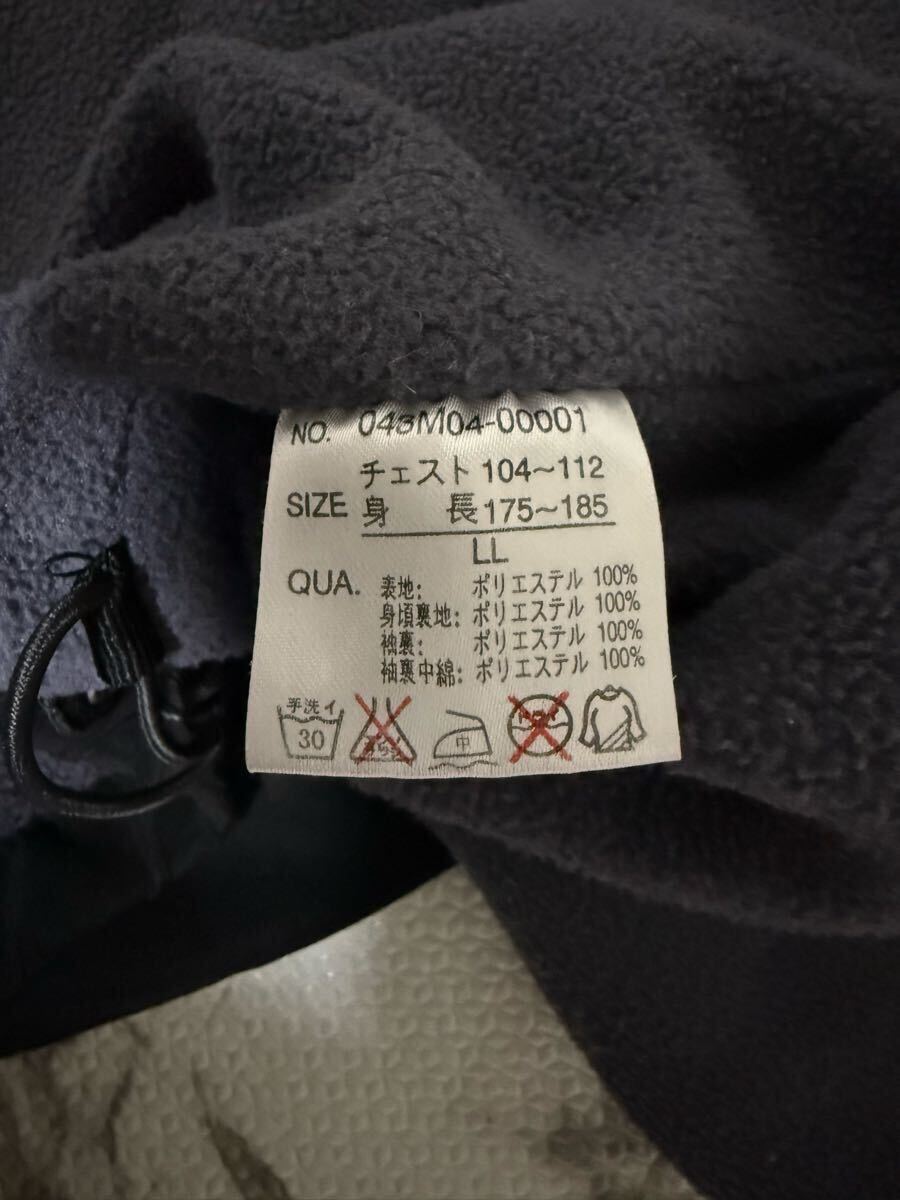 NO. 043M04-00001
チェスト 104~112
SIZE 身 長 175~185
LL
QUA. 表地: ポリエステル 100%
身頃裏地: ポリエステル 100%
袖裏: ポリエステル 100%
袖裏中綿: ポリエステル 100%
手洗イ
30
中